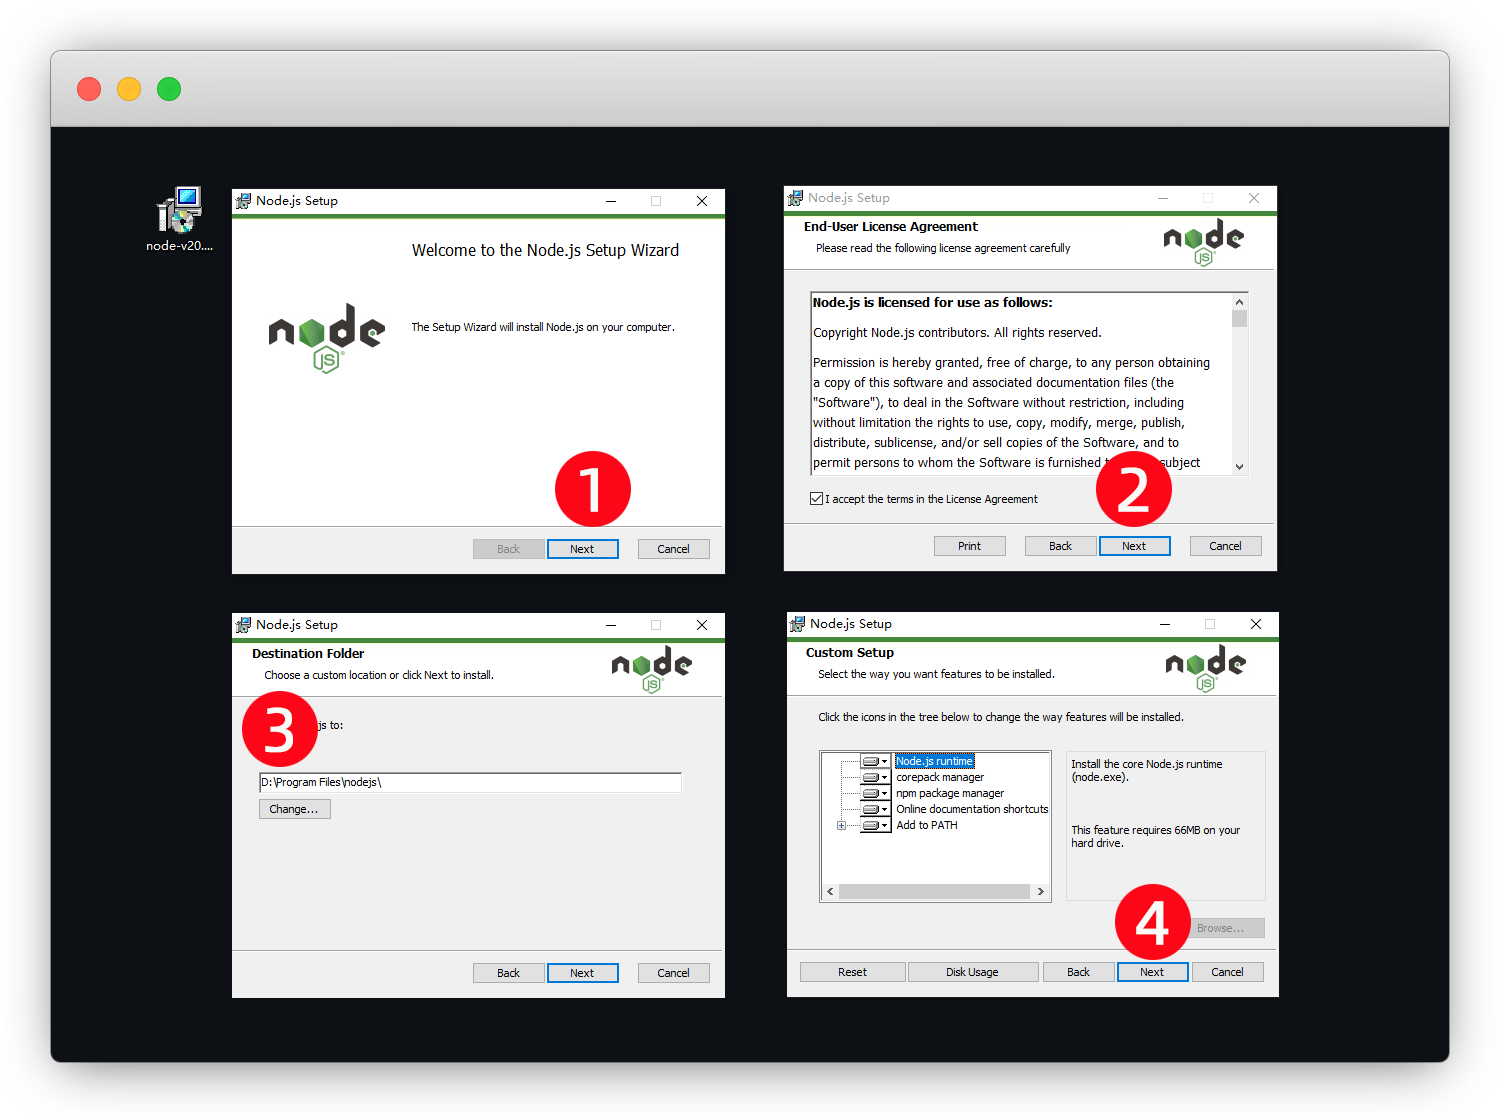 node-v20....
Node.js Setup
Welcome to the Node.js Setup Wizard
node
JS
The Setup Wizard will install Node.js on your computer.
1
Back
Next
Cancel
Node.js Setup
End-User License Agreement
Please read the following license agreement carefully
node
JS
Node.js is licensed for use as follows:
Copyright Node.js contributors. All rights reserved.
Permission is hereby granted, free of charge, to any person obtaining
a copy of this software and associated documentation files (the
"Software"), to deal in the Software without restriction, including
without limitation the rights to use, copy, modify, merge, publish,
distribute, sublicense, and/or sell copies of the Software, and to
permit persons to whom the Software is furnished subject
I accept the terms in the License Agreement
2
Print
Back
Next
Cancel
Node.js Setup
Destination Folder
Choose a custom location or click Next to install.
node
JS
3
js to:
D:\Program Files\nodejs\
Change...
Back
Next
Cancel
Node.js Setup
Custom Setup
Select the way you want features to be installed.
node
JS
Click the icons in the tree below to change the way features will be installed.
Node.js runtime
corepack manager
npm package manager
Online documentation shortcuts
Add to PATH
Install the core Node.js runtime
(node.exe).
This feature requires 66MB on your
hard drive.
4
Browse...
Reset
Disk Usage
Back
Next
Cancel